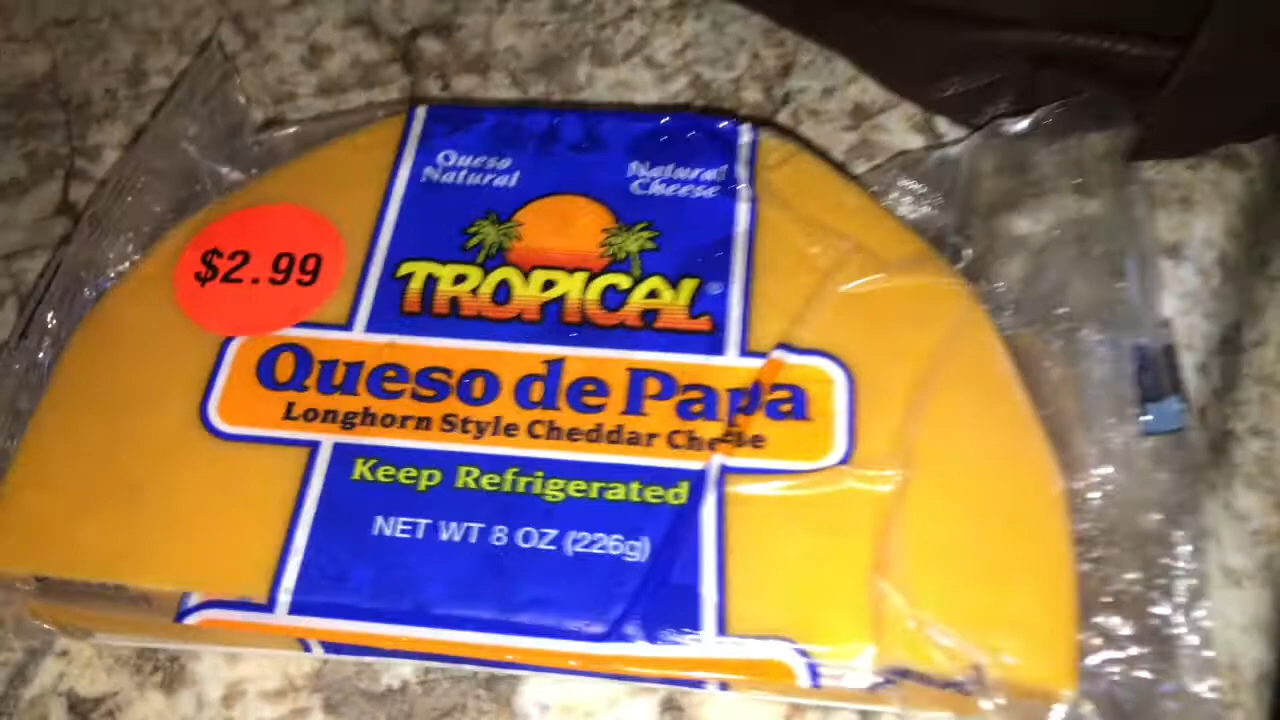 Queso
Natural
Natural
Cheese
$2.99
TROPICAL®
Queso de Papa
Longhorn Style Cheddar Cheese
Keep Refrigerated
NET WT 8 OZ (226g)